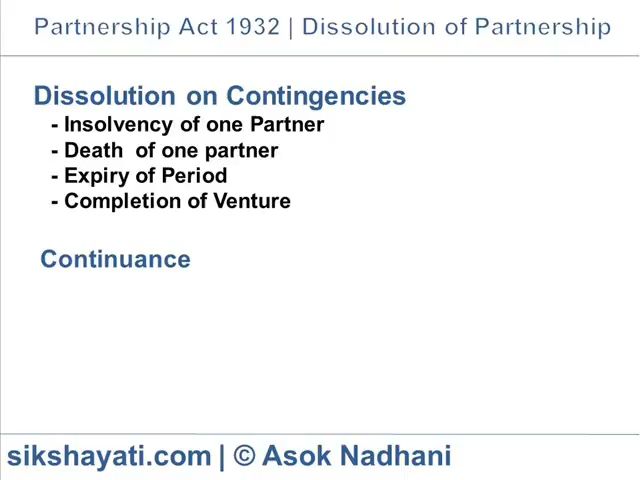 Partnership Act 1932 | Dissolution of Partnership
Dissolution on Contingencies
- Insolvency of one Partner
- Death of one partner
- Expiry of Period
- Completion of Venture
Continuance
sikshayati.com | © Asok Nadhani